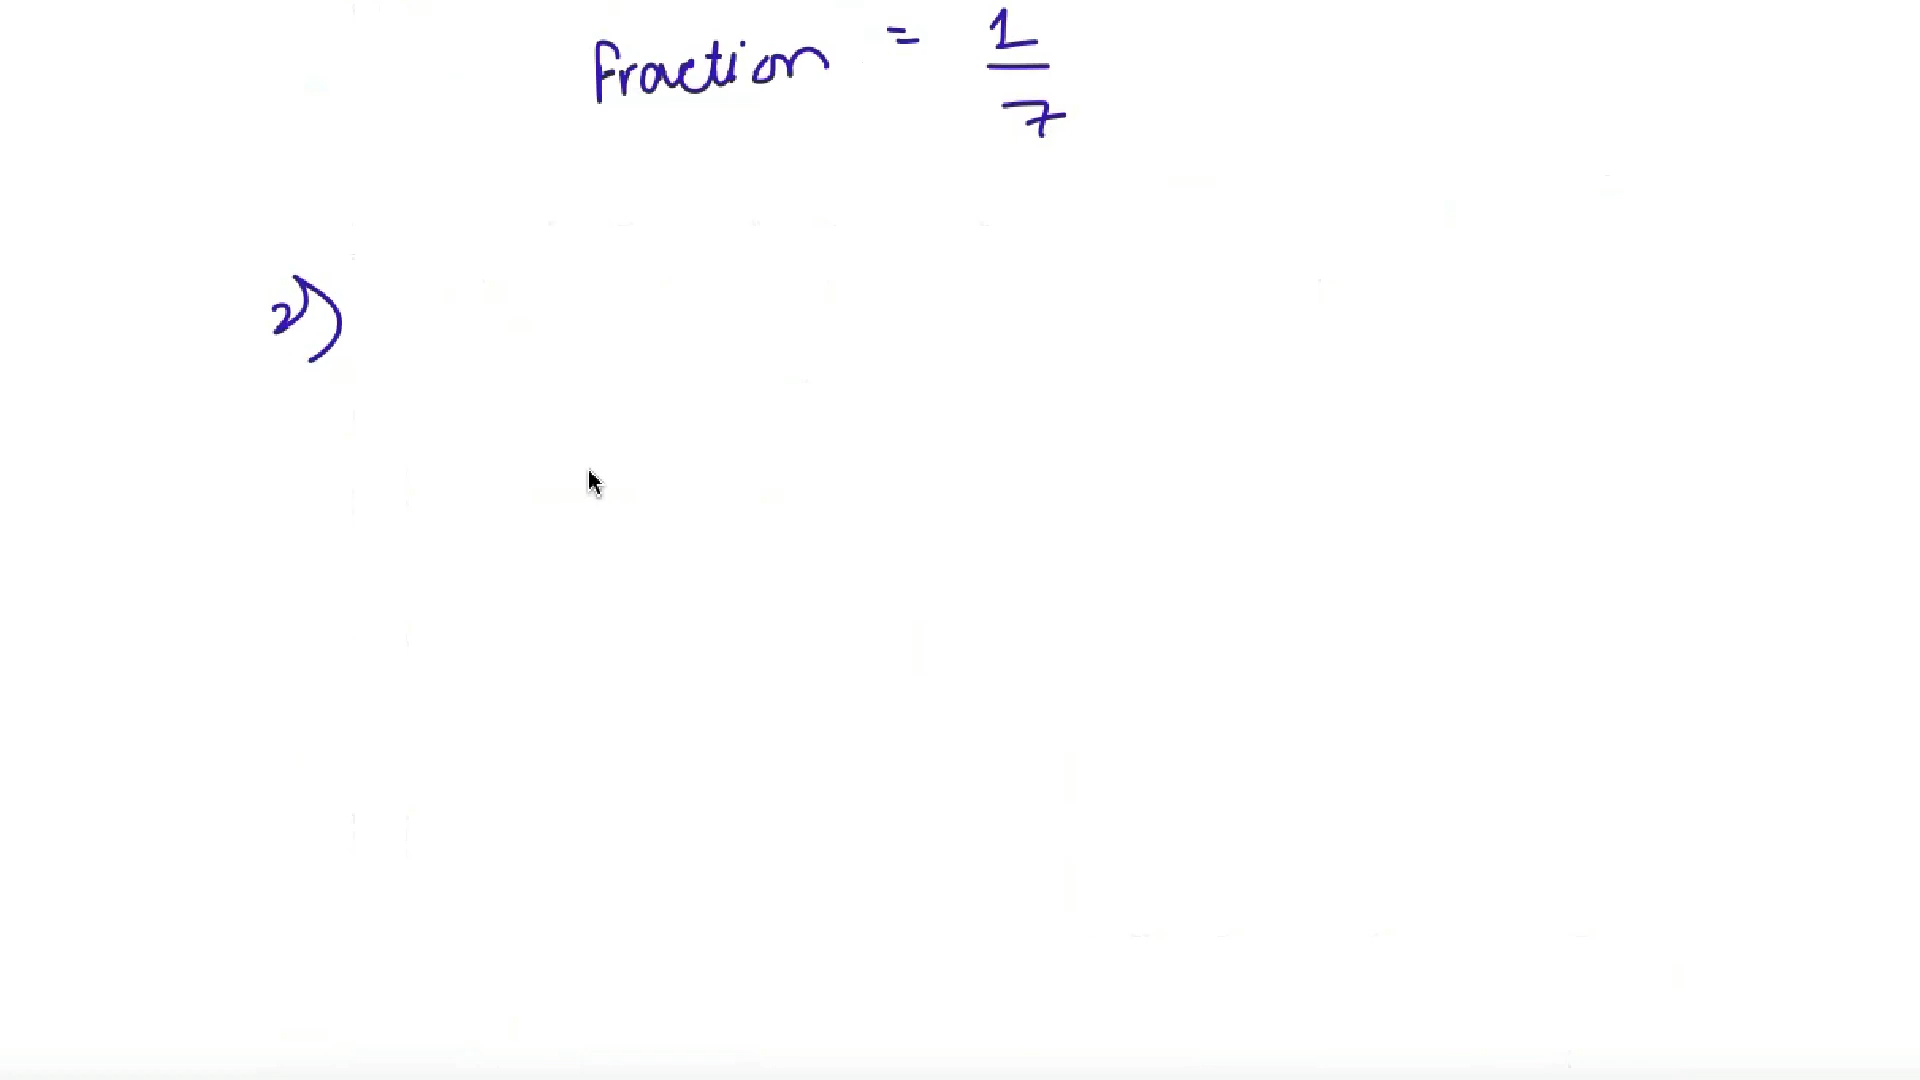 Fraction = 1/7
2)